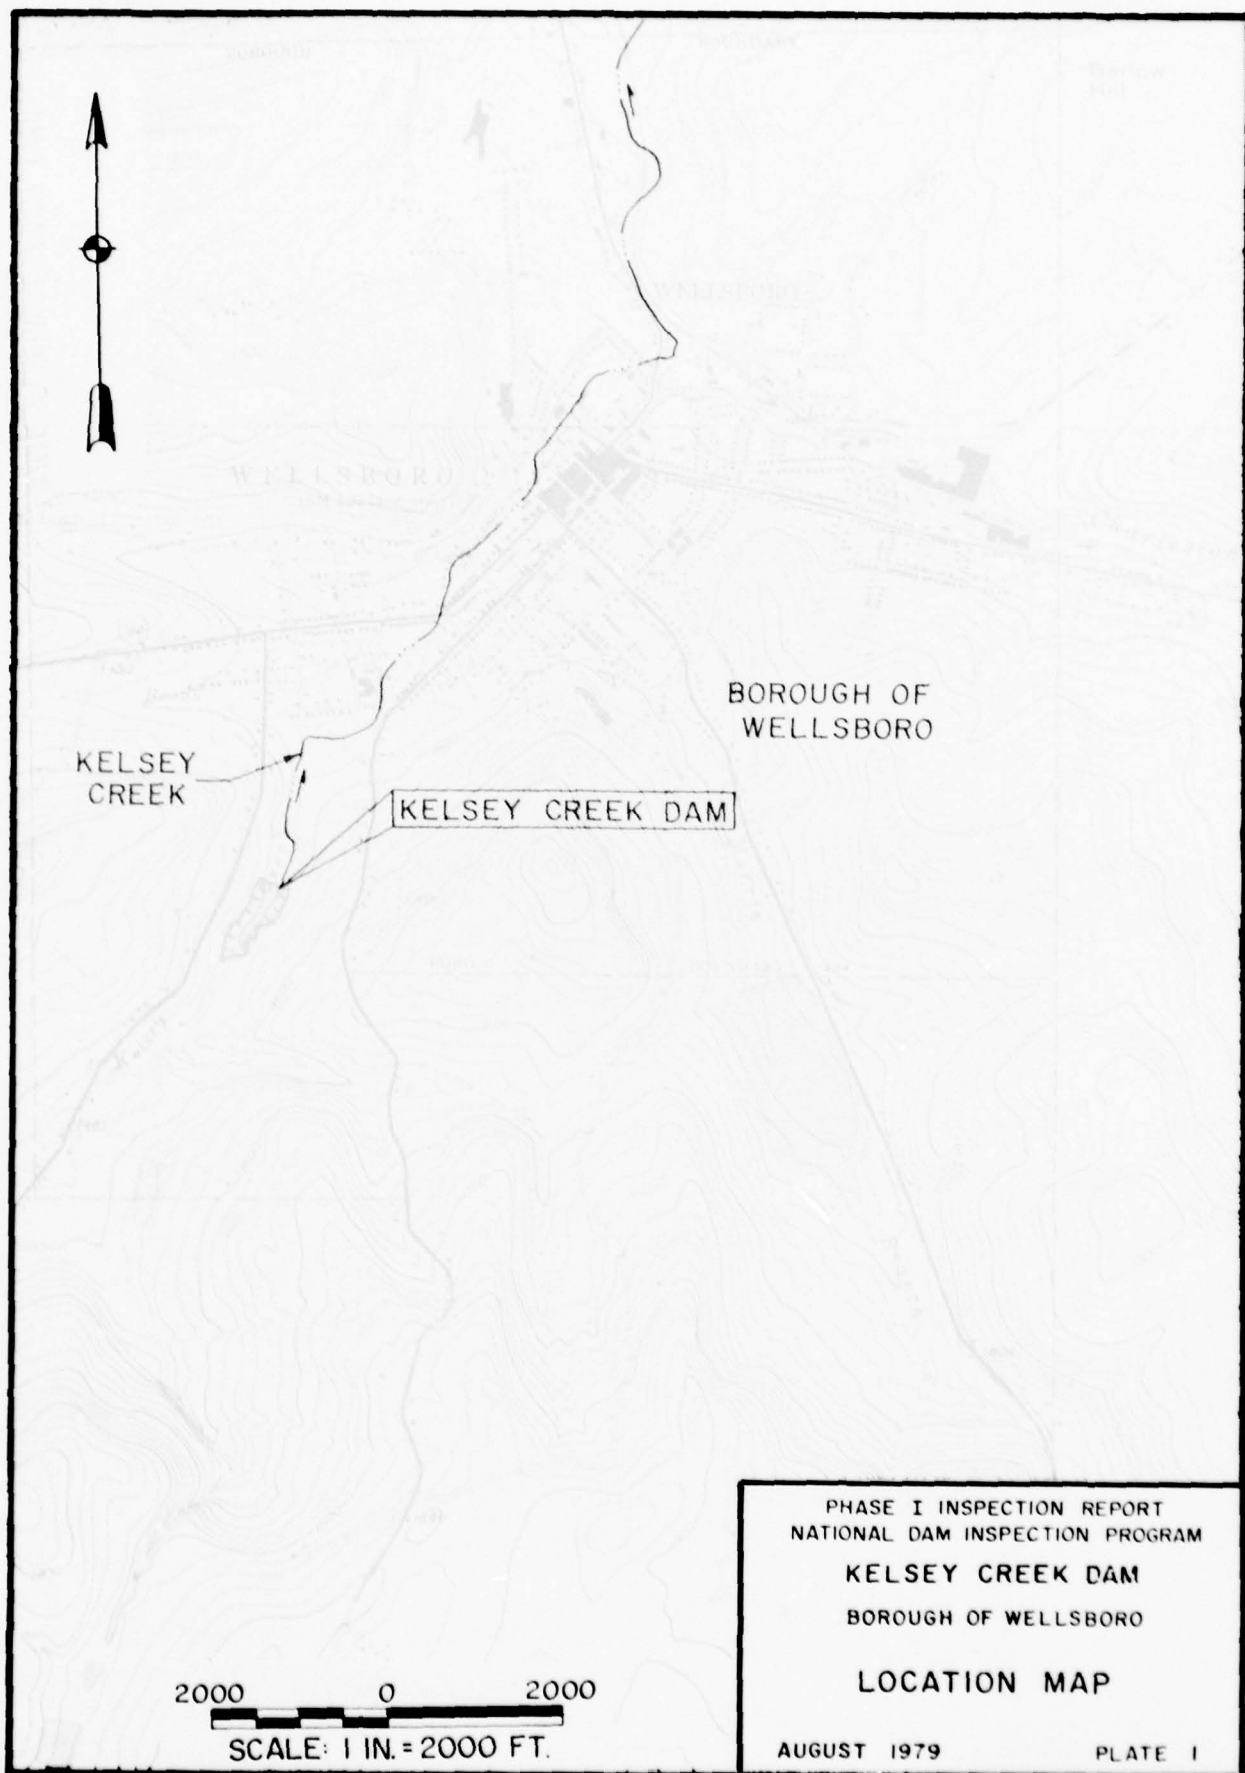 WELLSBORO
WELLSBORO
BOROUGH OF
WELLSBORO
KELSEY
CREEK
KELSEY CREEK DAM
2000 0 2000
SCALE: 1 IN. = 2000 FT.
PHASE I INSPECTION REPORT
NATIONAL DAM INSPECTION PROGRAM
KELSEY CREEK DAM
BOROUGH OF WELLSBORO
LOCATION MAP
AUGUST 1979 PLATE 1